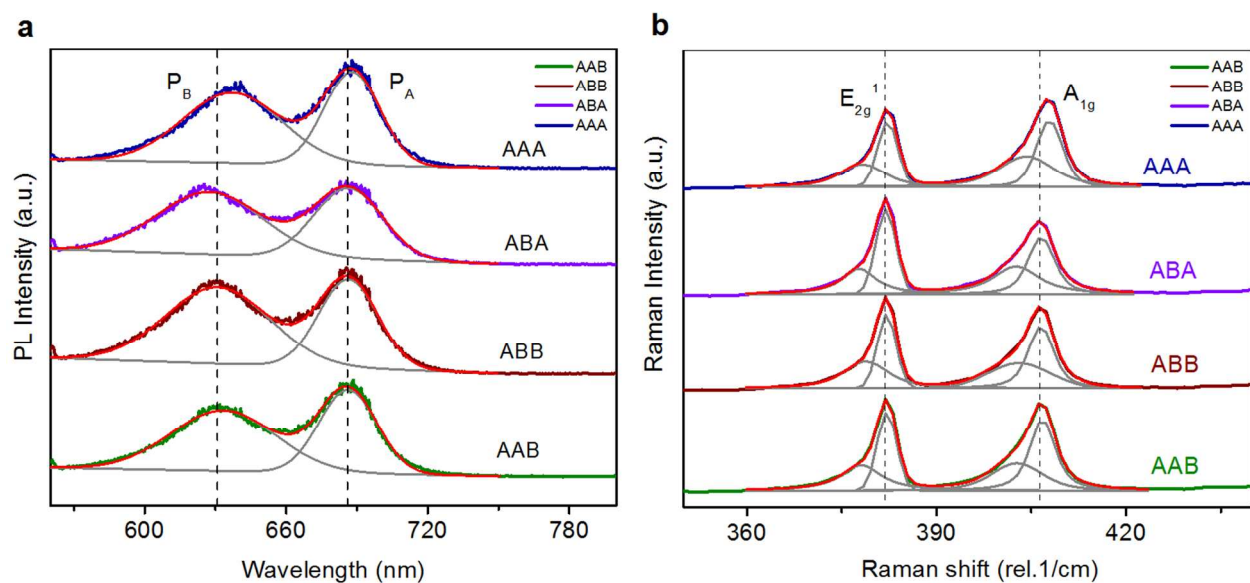 a
PL Intensity (a.u.)
P_B
P_A
AAB
ABB
ABA
AAA
AAA
ABA
ABB
AAB
600
660
720
780
Wavelength (nm)
b
Raman Intensity (a.u.)
E_2g^1
A_1g
AAB
ABB
ABA
AAA
AAA
ABA
ABB
AAB
360
390
420
Raman shift (rel.1/cm)